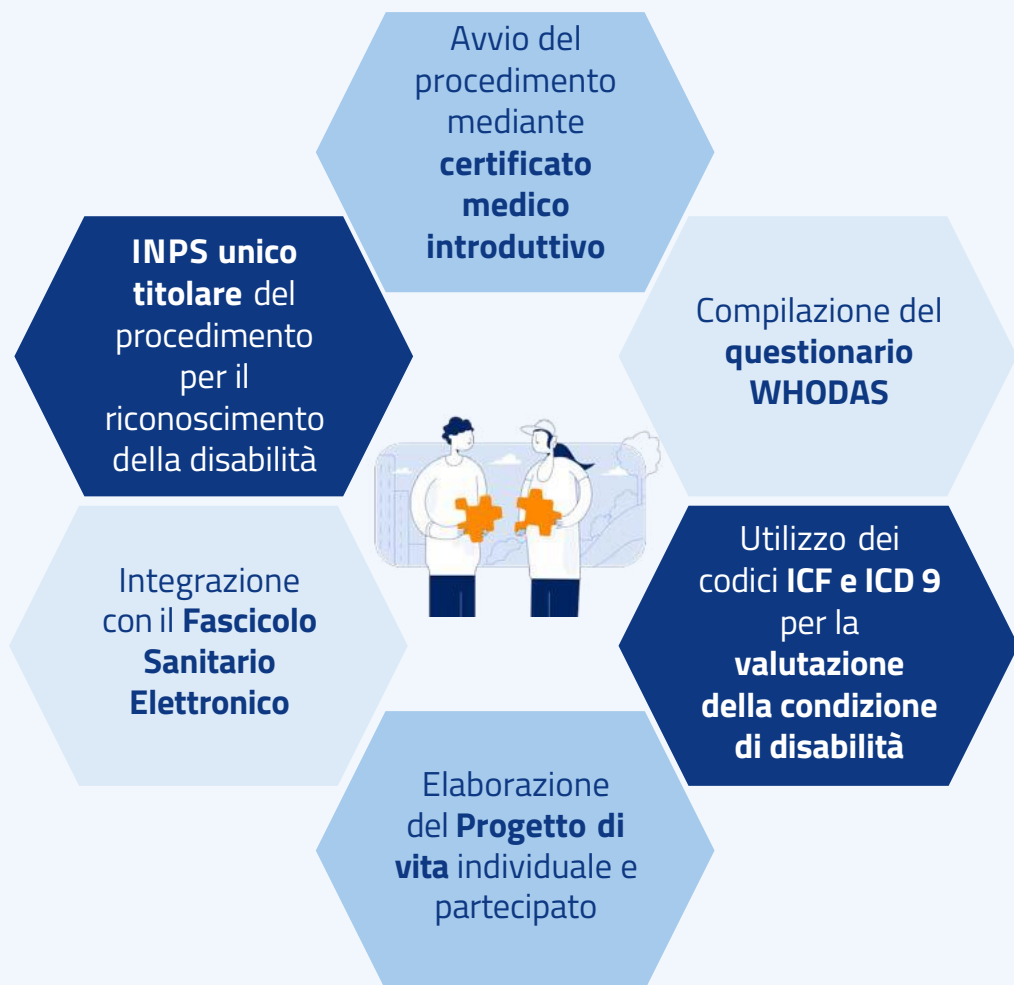 Avvio del
procedimento
mediante
certificato
medico
introduttivo
INPS unico
titolare del
procedimento
per il
riconoscimento
della disabilità
Compilazione del
questionario
WHODAS
Integrazione
con il Fascicolo
Sanitario
Elettronico
Utilizzo dei
codici ICF e ICD 9
per la
valutazione
della condizione
di disabilità
Elaborazione
del Progetto di
vita individuale e
partecipato